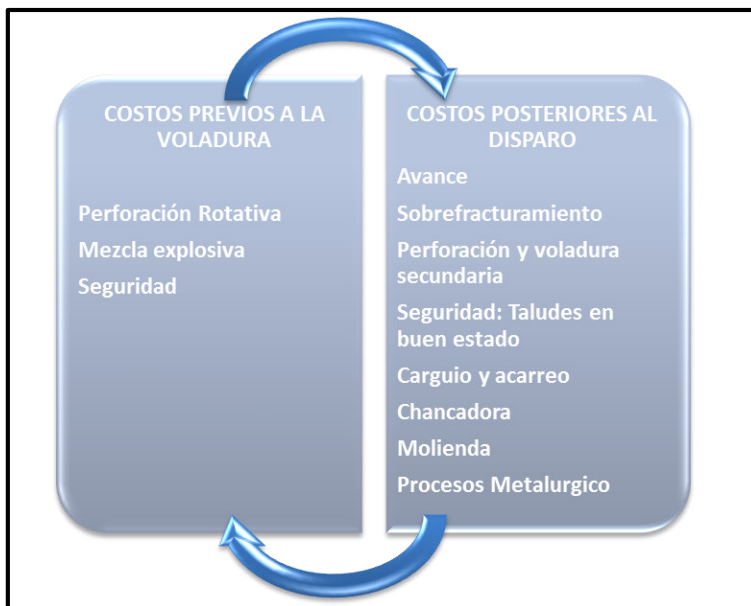 COSTOS PREVIOS A LA
VOLADURA
Perforación Rotativa
Mezcla explosiva
Seguridad
COSTOS POSTERIORES AL
DISPARO
Avance
Sobrefracturamiento
Perforación y voladura
secundaria
Seguridad: Taludes en
buen estado
Carguio y acarreo
Chancadora
Molienda
Procesos Metalurgico